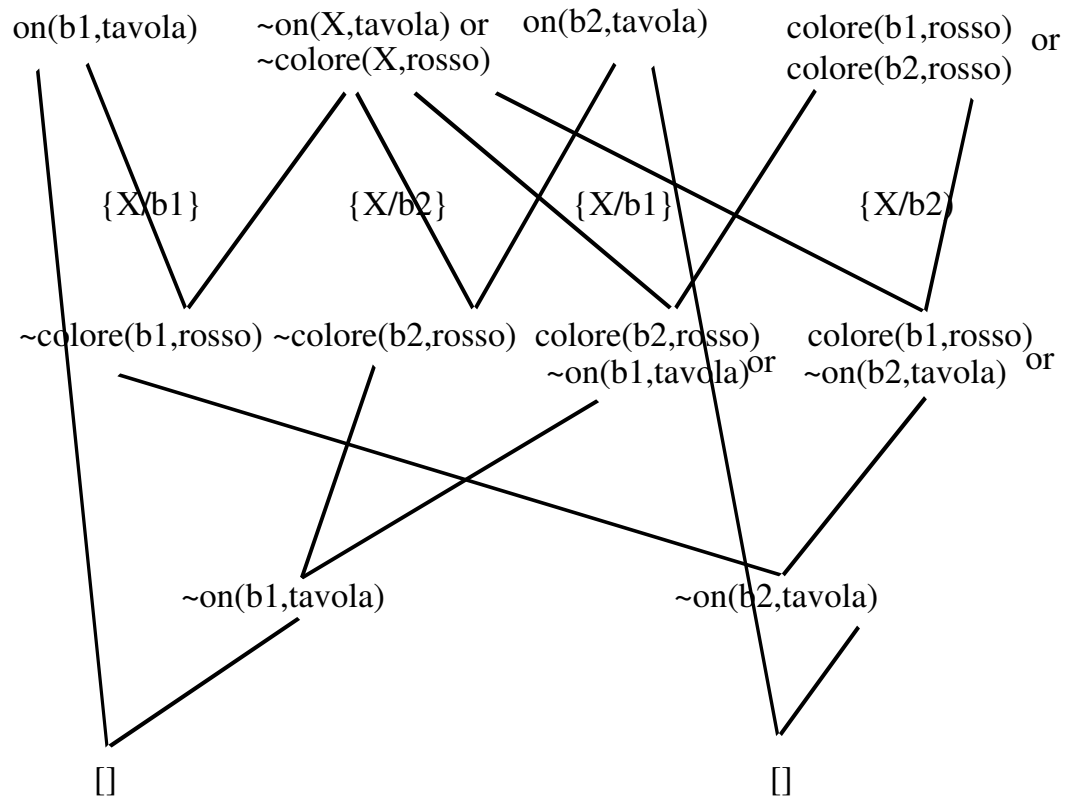 on(b1,tavola)
~on(X,tavola) or
~colore(X,rosso)
on(b2,tavola)
colore(b1,rosso) or
colore(b2,rosso)
{X/b1}
{X/b2}
{X/b1}
{X/b2)
~colore(b1,rosso)
~colore(b2,rosso)
colore(b2,rosso)
~on(b1,tavola) or
colore(b1,rosso)
~on(b2,tavola) or
~on(b1,tavola)
~on(b2,tavola)
[]
[]